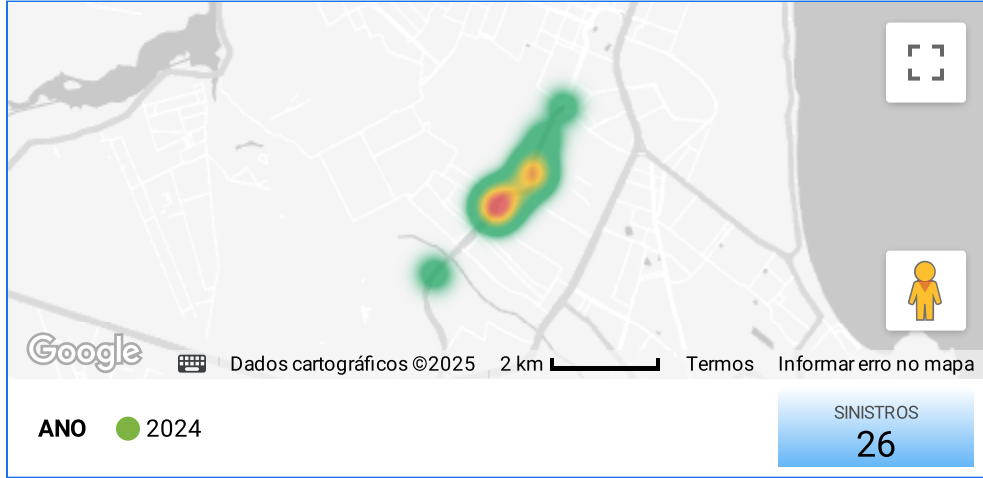 Google
Dados cartográficos ©2025
2 km
Termos
Informar erro no mapa
ANO
2024
SINISTROS
26